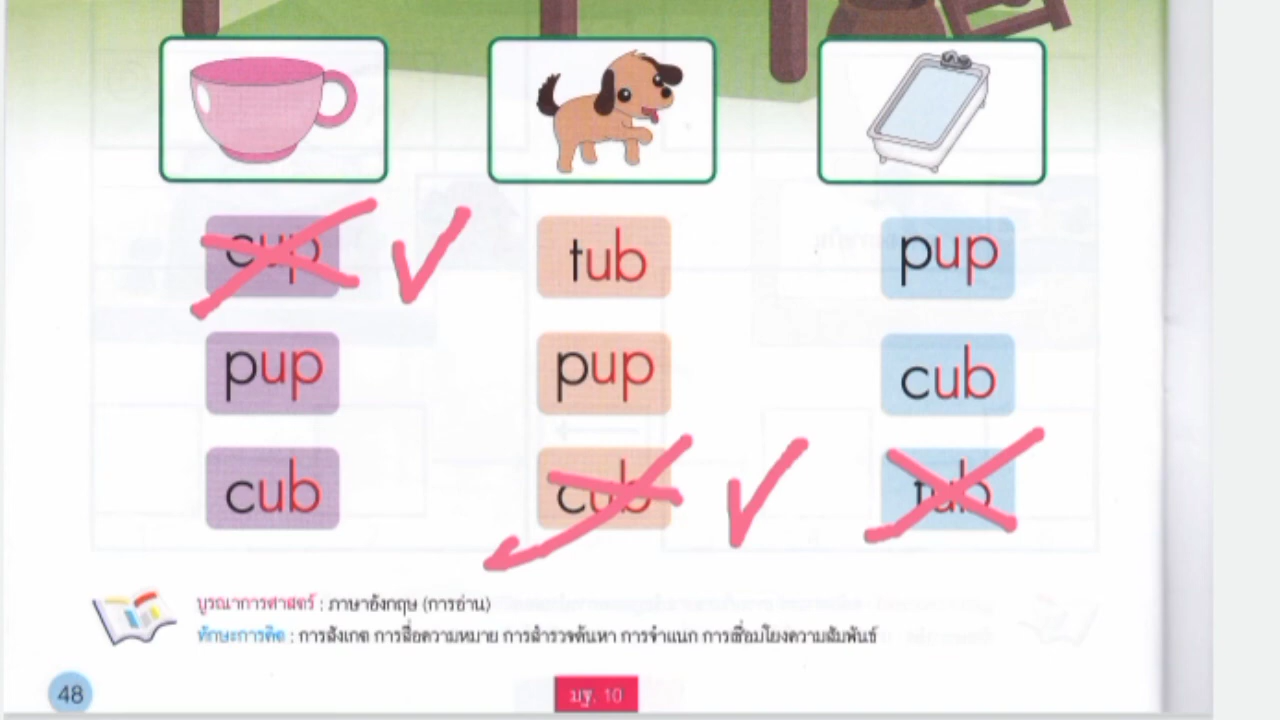 cup tub pup
pup pup cub
cub cub tub
บูรณาการศาสตร์ : ภาษาอังกฤษ (การอ่าน)
ทักษะการคิด : การสังเกต การสื่อความหมาย การสำรวจค้นหา การจำแนก การเชื่อมโยงความสัมพันธ์
48 มฐ. 10